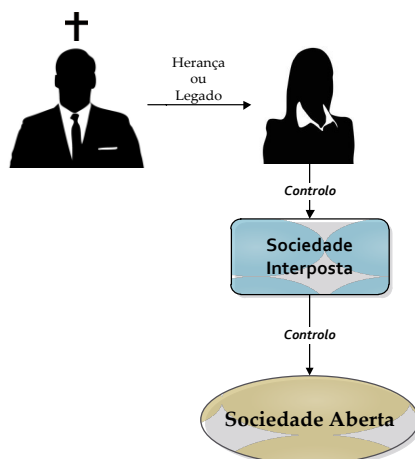 Herança
ou
Legado
Controlo
Sociedade
Interposta
Controlo
Sociedade Aberta